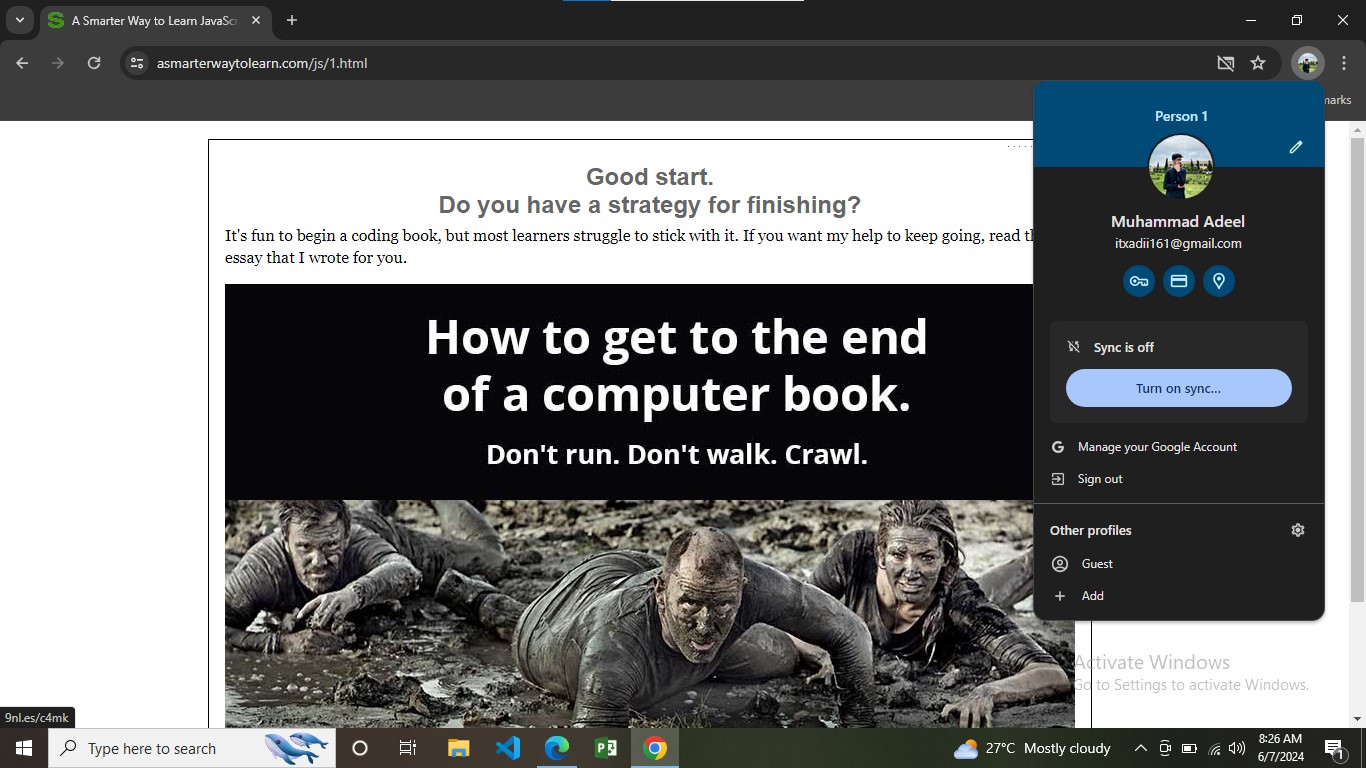 A Smarter Way to Learn JavaSc
asmarterwaytolearn.com/js/1.html
marks
Person 1
Muhammad Adeel
itxadii161@gmail.com
Sync is off
Turn on sync...
Manage your Google Account
Sign out
Other profiles
Guest
Add
Good start.
Do you have a strategy for finishing?
It's fun to begin a coding book, but most learners struggle to stick with it. If you want my help to keep going, read th
essay that I wrote for you.
How to get to the end
of a computer book.
Don't run. Don't walk. Crawl.
Activate Windows
Go to Settings to activate Windows.
9nl.es/c4mk
Type here to search
27°C Mostly cloudy
8:26 AM
6/7/2024
1